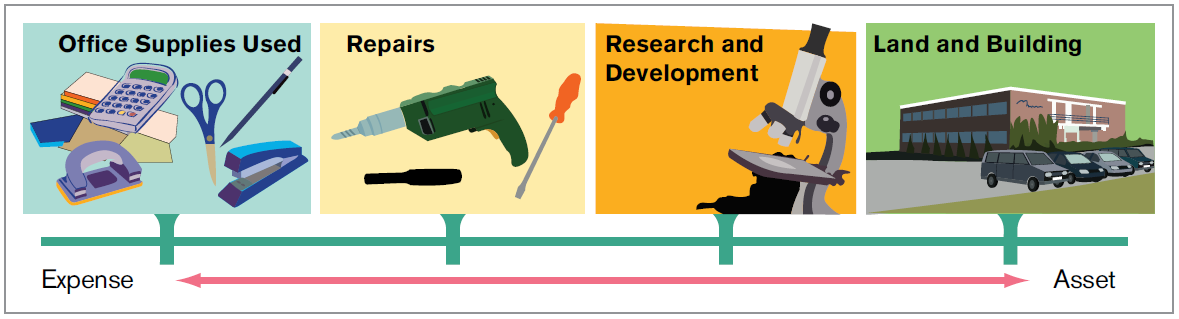 Office Supplies Used
Repairs
Research and
Development
Land and Building
Expense
Asset